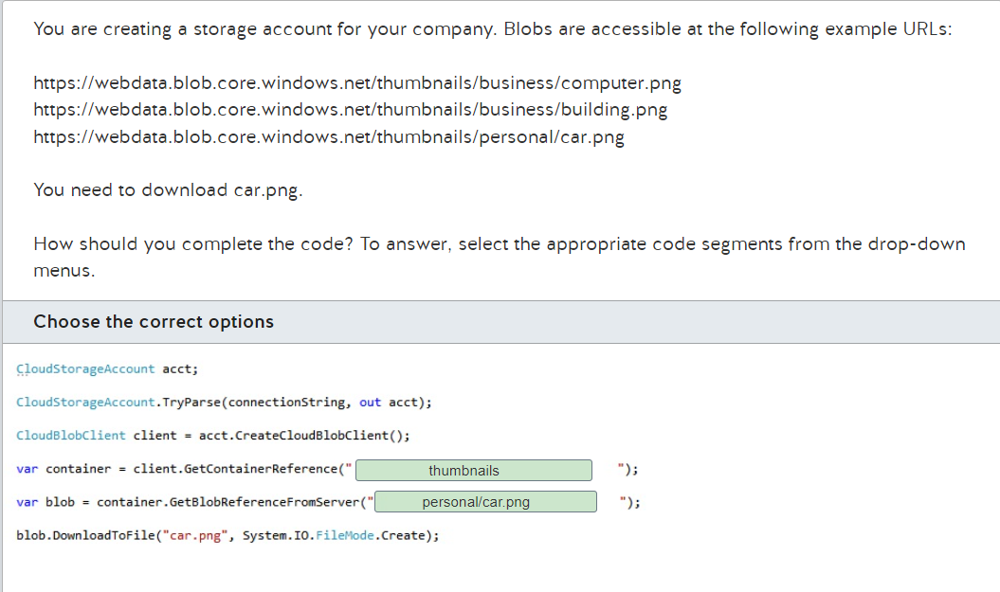 You are creating a storage account for your company. Blobs are accessible at the following example URLs:
https://webdata.blob.core.windows.net/thumbnails/business/computer.png
https://webdata.blob.core.windows.net/thumbnails/business/building.png
https://webdata.blob.core.windows.net/thumbnails/personal/car.png
You need to download car.png.
How should you complete the code? To answer, select the appropriate code segments from the drop-down
menus.
Choose the correct options
CloudStorageAccount acct;
CloudStorageAccount.TryParse(connectionString, out acct);
CloudBlobClient client = acct.CreateCloudBlobClient();
var container = client.GetContainerReference("thumbnails");
var blob = container.GetBlobReferenceFromServer("personal/car.png");
blob.DownloadToFile("car.png", System.IO.FileMode.Create);